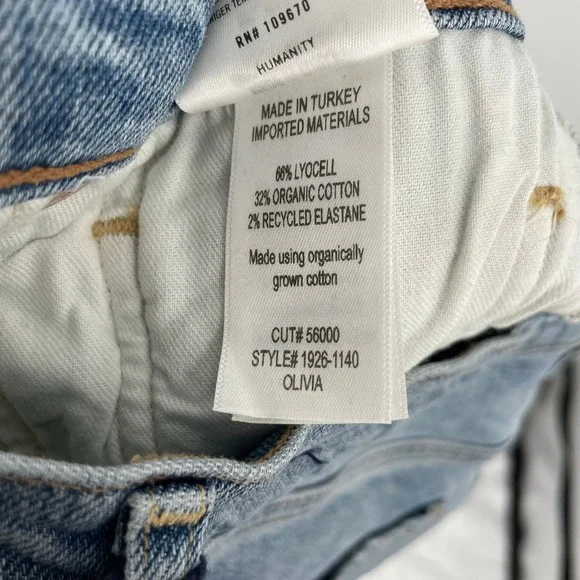 RN# 109670
HUMANITY
MADE IN TURKEY
IMPORTED MATERIALS
66% LYOCELL
32% ORGANIC COTTON
2% RECYCLED ELASTANE
Made using organically
grown cotton
CUT# 56000
STYLE# 1926-1140
OLIVIA